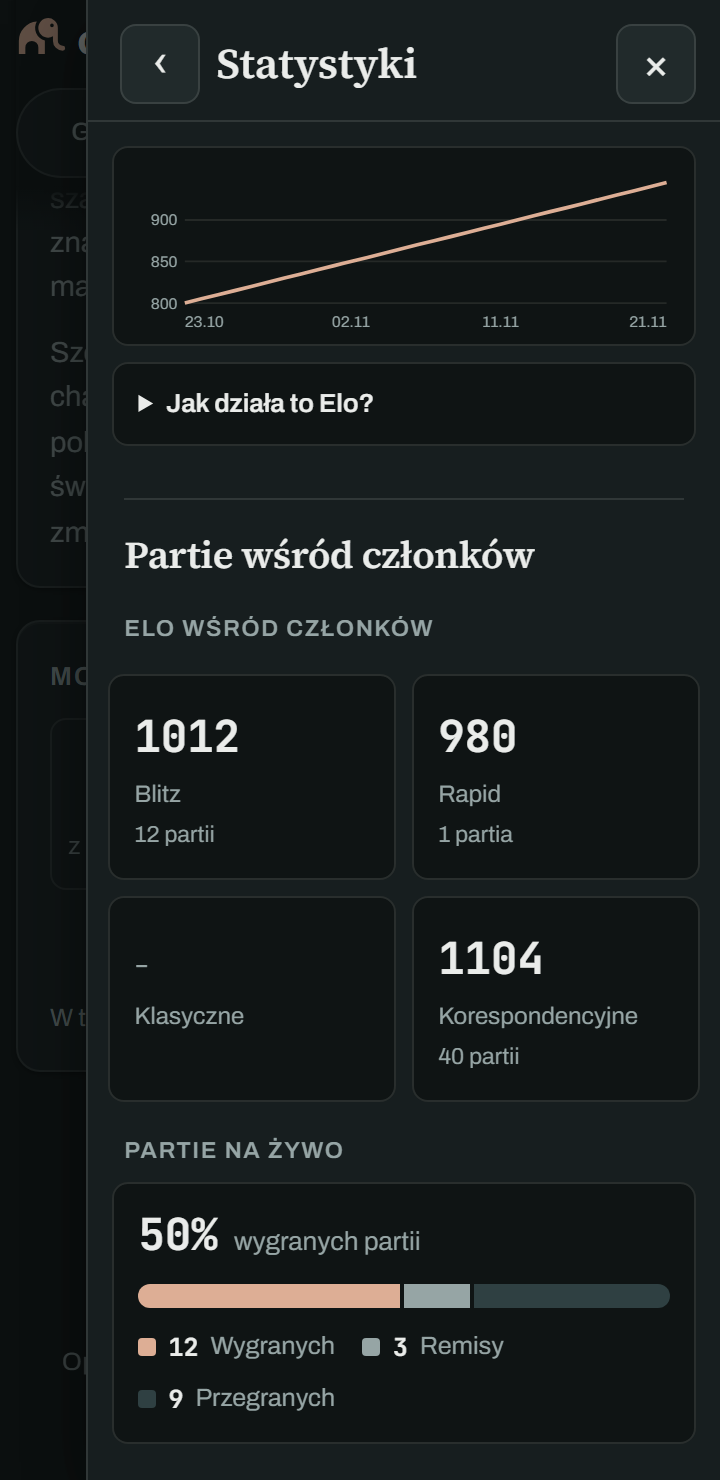 ‹ Statystyki ×
900
850
800
23.10 02.11 11.11 21.11
▶ Jak działa to Elo?
Partie wśród członków
ELO WŚRÓD CZŁONKÓW
1012
Blitz
12 partii
980
Rapid
1 partia
–
Klasyczne
1104
Korespondencyjne
40 partii
PARTIE NA ŻYWO
50% wygranych partii
12 Wygranych 3 Remisy
9 Przegranych